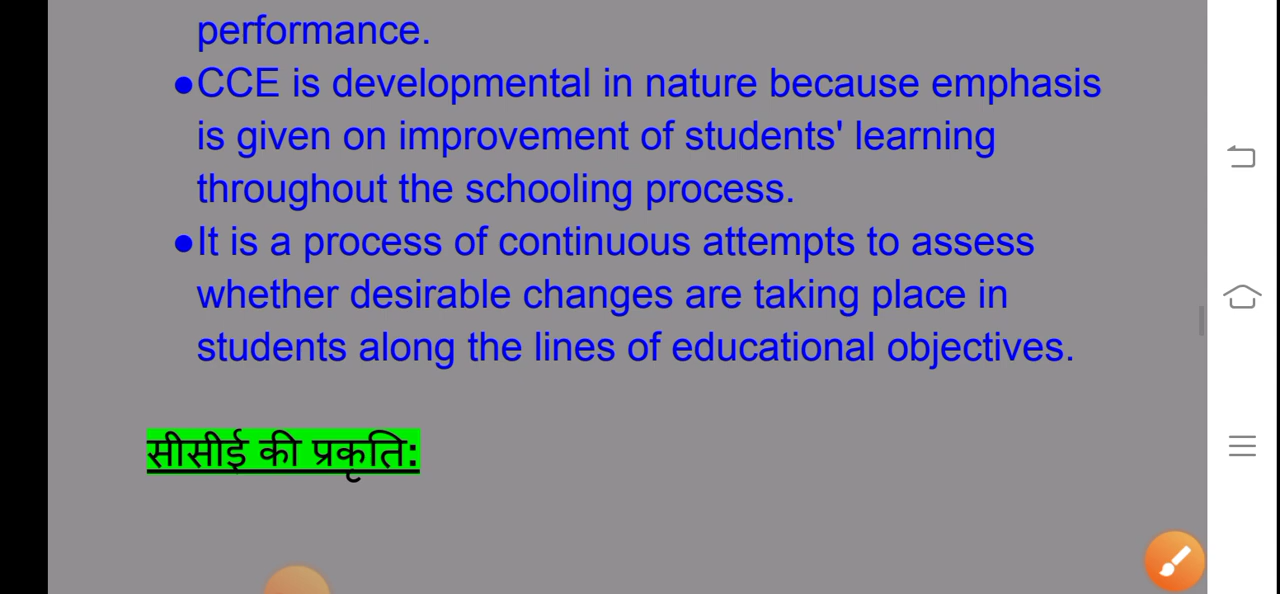 performance.
●CCE is developmental in nature because emphasis
is given on improvement of students' learning
throughout the schooling process.
●It is a process of continuous attempts to assess
whether desirable changes are taking place in
students along the lines of educational objectives.
सीसीई की प्रकृति: